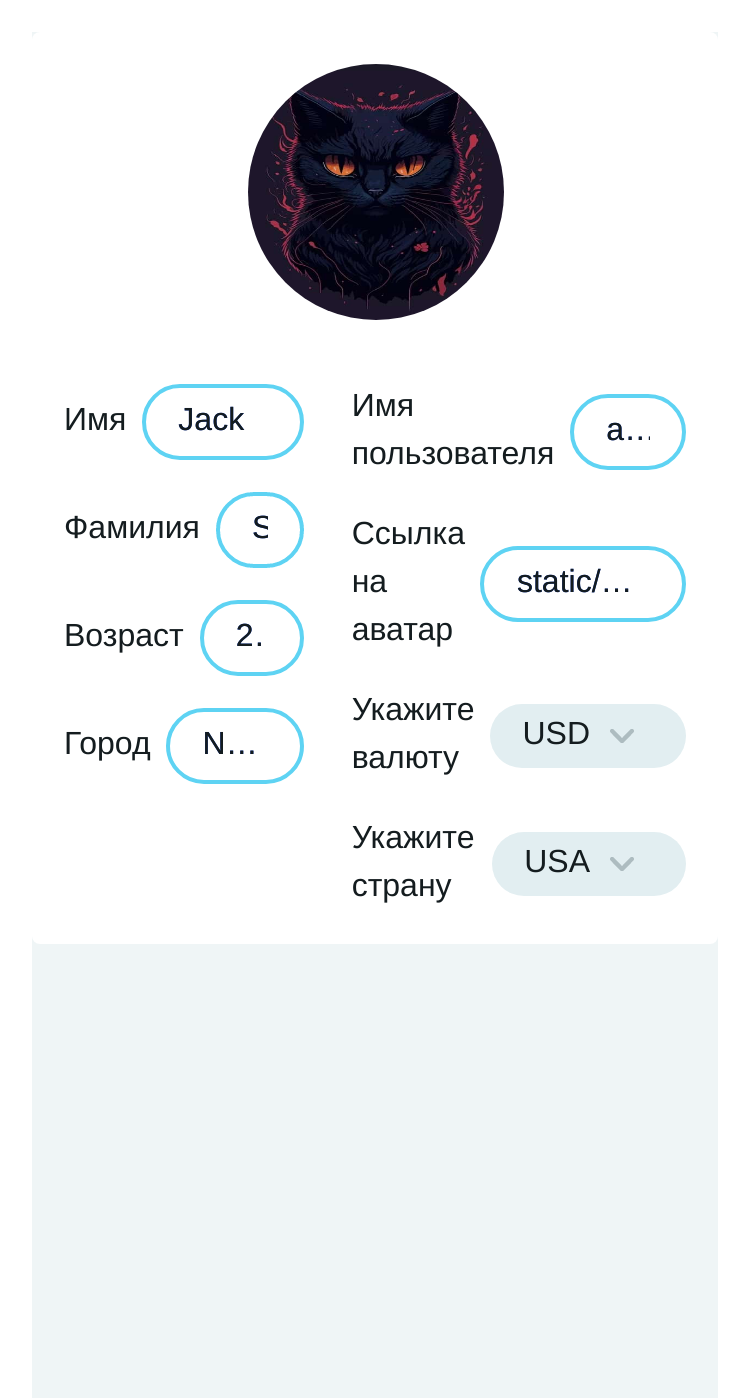 Имя
Jack
Фамилия
S
Возраст
2.
Город
N...
Имя
пользователя
a...
Ссылка
на
аватар
static/...
Укажите
валюту
USD
Укажите
страну
USA